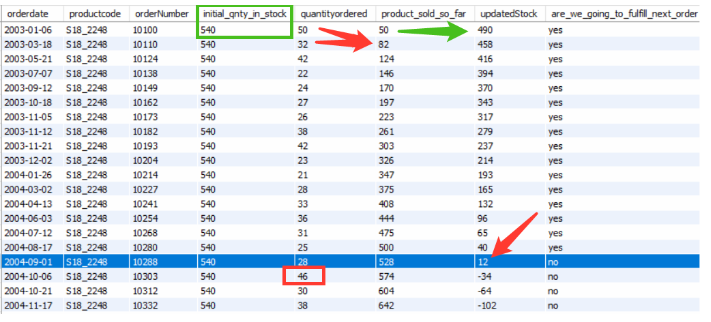 orderdate productcode orderNumber initial_qnty_in_stock quantityordered product_sold_so_far updatedStock are_we_going_to_fulfill_next_order
2003-01-06 S18_2248 10100 540 50 50 490 yes
2003-03-18 S18_2248 10110 540 32 82 458 yes
2003-05-21 S18_2248 10124 540 42 124 416 yes
2003-07-07 S18_2248 10138 540 22 146 394 yes
2003-09-12 S18_2248 10149 540 24 170 370 yes
2003-10-18 S18_2248 10162 540 27 197 343 yes
2003-11-05 S18_2248 10173 540 26 223 317 yes
2003-11-12 S18_2248 10182 540 38 261 279 yes
2003-11-21 S18_2248 10193 540 42 303 237 yes
2003-12-02 S18_2248 10204 540 23 326 214 yes
2004-01-26 S18_2248 10214 540 21 347 193 yes
2004-03-02 S18_2248 10227 540 28 375 165 yes
2004-04-13 S18_2248 10241 540 33 408 132 yes
2004-06-03 S18_2248 10254 540 36 444 96 yes
2004-07-12 S18_2248 10268 540 31 475 65 yes
2004-08-17 S18_2248 10280 540 25 500 40 yes
2004-09-01 S18_2248 10288 540 28 528 12 no
2004-10-06 S18_2248 10303 540 46 574 -34 no
2004-10-21 S18_2248 10312 540 30 604 -64 no
2004-11-17 S18_2248 10332 540 38 642 -102 no